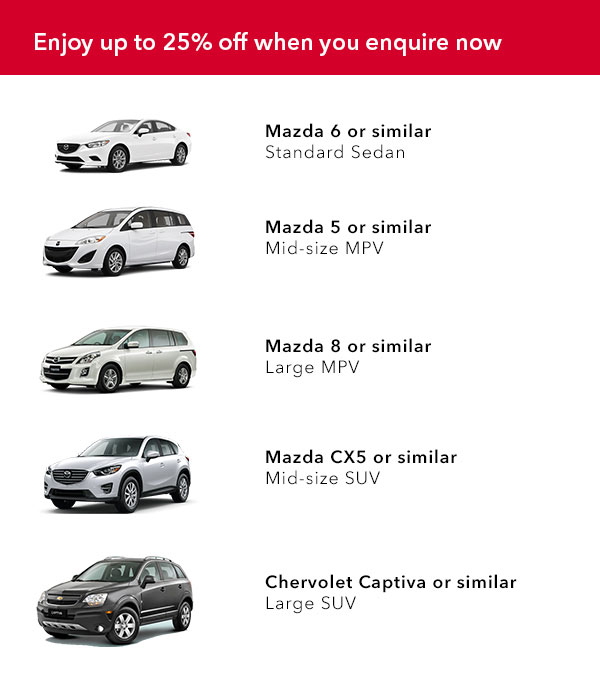 Enjoy up to 25% off when you enquire now
Mazda 6 or similar
Standard Sedan
Mazda 5 or similar
Mid-size MPV
Mazda 8 or similar
Large MPV
Mazda CX5 or similar
Mid-size SUV
Chervolet Captiva or similar
Large SUV